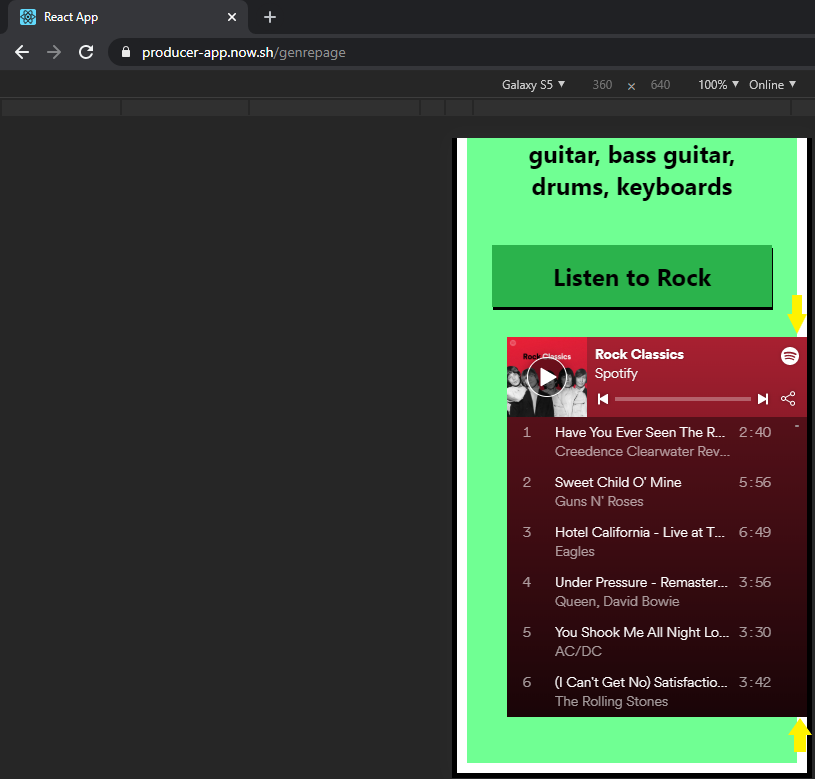 React App
producer-app.now.sh/genrepage
Galaxy S5 360 × 640 100% Online
guitar, bass guitar,
drums, keyboards
Listen to Rock
Rock Classics
Rock Classics
Spotify
1 Have You Ever Seen The R... 2:40
Creedence Clearwater Rev...
2 Sweet Child O' Mine 5:56
Guns N' Roses
3 Hotel California - Live at T... 6:49
Eagles
4 Under Pressure - Remaster... 3:56
Queen, David Bowie
5 You Shook Me All Night Lo... 3:30
AC/DC
6 (I Can't Get No) Satisfactio... 3:42
The Rolling Stones